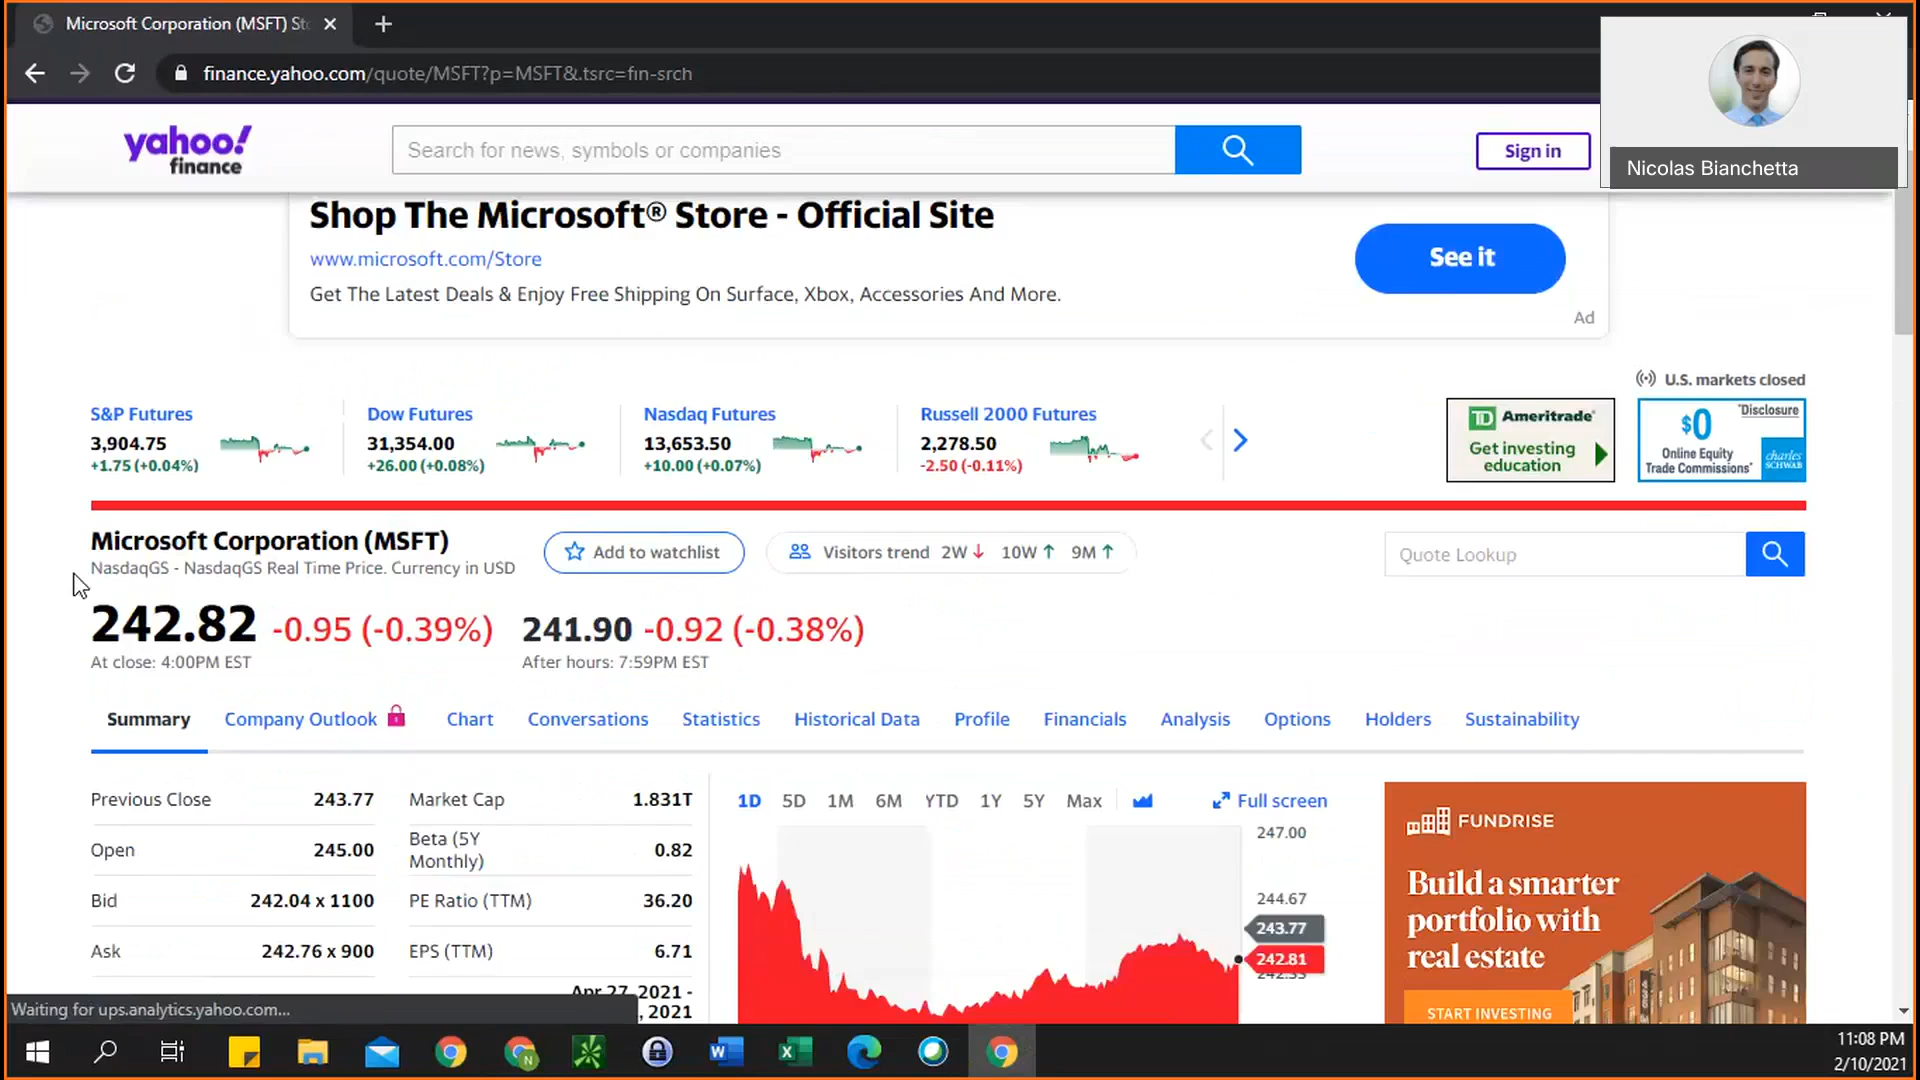 Microsoft Corporation (MSFT) St
finance.yahoo.com/quote/MSFT?p=MSFT&.tsrc=fin-srch
Nicolas Bianchetta
yahoo!
finance
Search for news, symbols or companies
Sign in
Shop The Microsoft® Store - Official Site
www.microsoft.com/Store
Get The Latest Deals & Enjoy Free Shipping On Surface, Xbox, Accessories And More.
See it
Ad
U.S. markets closed
S&P Futures
3,904.75
+1.75 (+0.04%)
Dow Futures
31,354.00
+26.00 (+0.08%)
Nasdaq Futures
13,653.50
+10.00 (+0.07%)
Russell 2000 Futures
2,278.50
-2.50 (-0.11%)
TD Ameritrade
Get investing
education
$0
*Disclosure
Online Equity
Trade Commissions*
charles
SCHWAB
Microsoft Corporation (MSFT)
NasdaqGS - NasdaqGS Real Time Price. Currency in USD
Add to watchlist
Visitors trend 2W 10W 9M
Quote Lookup
242.82 -0.95 (-0.39%) 241.90 -0.92 (-0.38%)
At close: 4:00PM EST After hours: 7:59PM EST
Summary Company Outlook Chart Conversations Statistics Historical Data Profile Financials Analysis Options Holders Sustainability
Previous Close 243.77
Open 245.00
Bid 242.04 x 1100
Ask 242.76 x 900
Market Cap 1.831T
Beta (5Y
Monthly) 0.82
PE Ratio (TTM) 36.20
EPS (TTM) 6.71
Apr 27, 2021 -
, 2021
1D 5D 1M 6M YTD 1Y 5Y Max Full screen
247.00
244.67
243.77
242.81
FUNDRISE
Build a smarter
portfolio with
real estate
START INVESTING
Waiting for ups.analytics.yahoo.com...
11:08 PM
2/10/2021